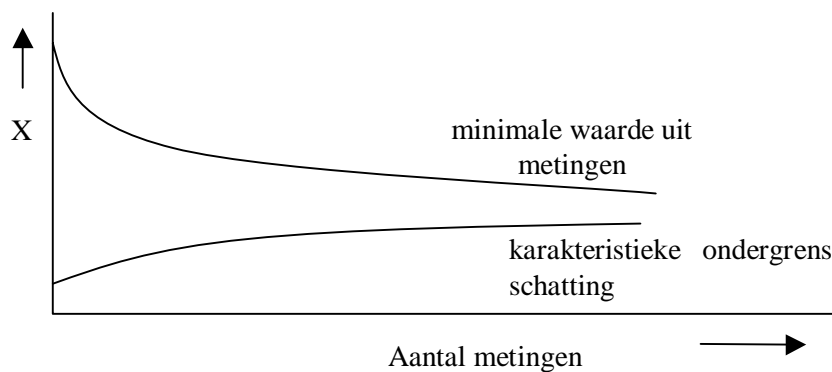 X
minimale waarde uit
metingen
karakteristieke ondergrens
schatting
Aantal metingen